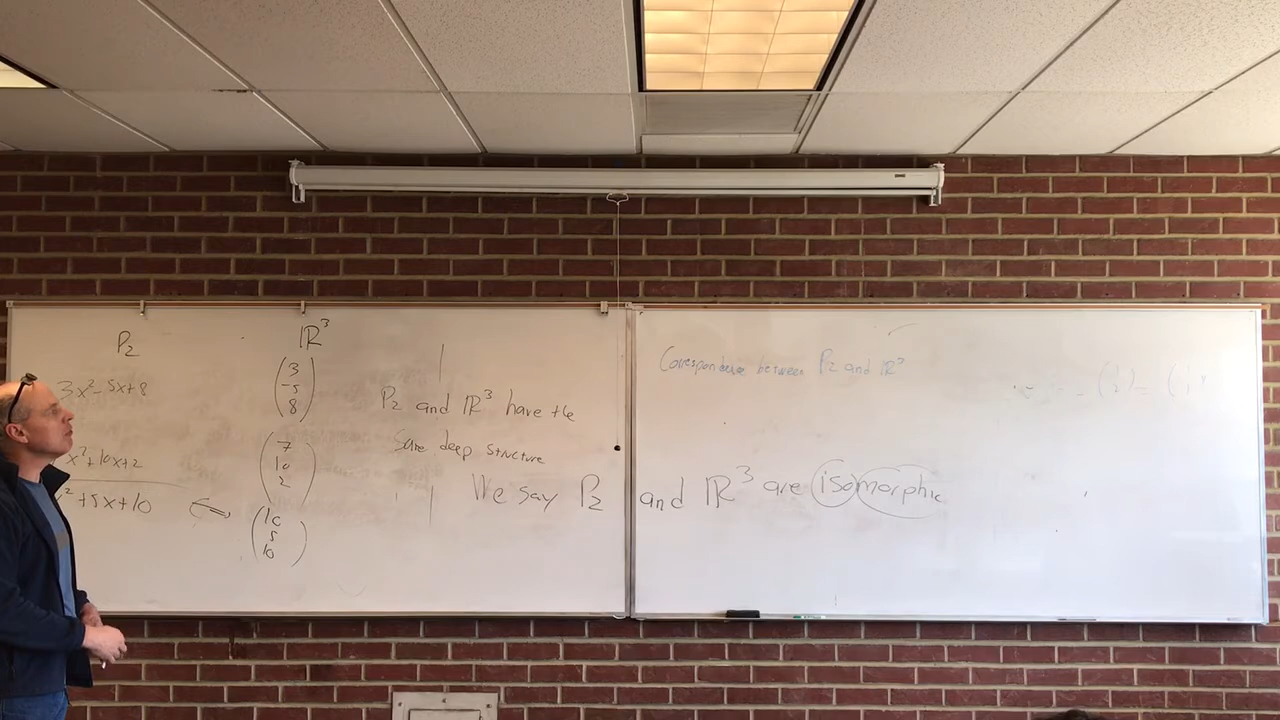 P₂
3x²-5x+8
x²+10x+2
²+5x+10
ℝ³
(3 -5 8)
(7 10 2)
(10 5 10)
P₂ and ℝ³ have the
same deep structure
We say P₂ and ℝ³ are isomorphic
Correspondence between P₂ and ℝ³